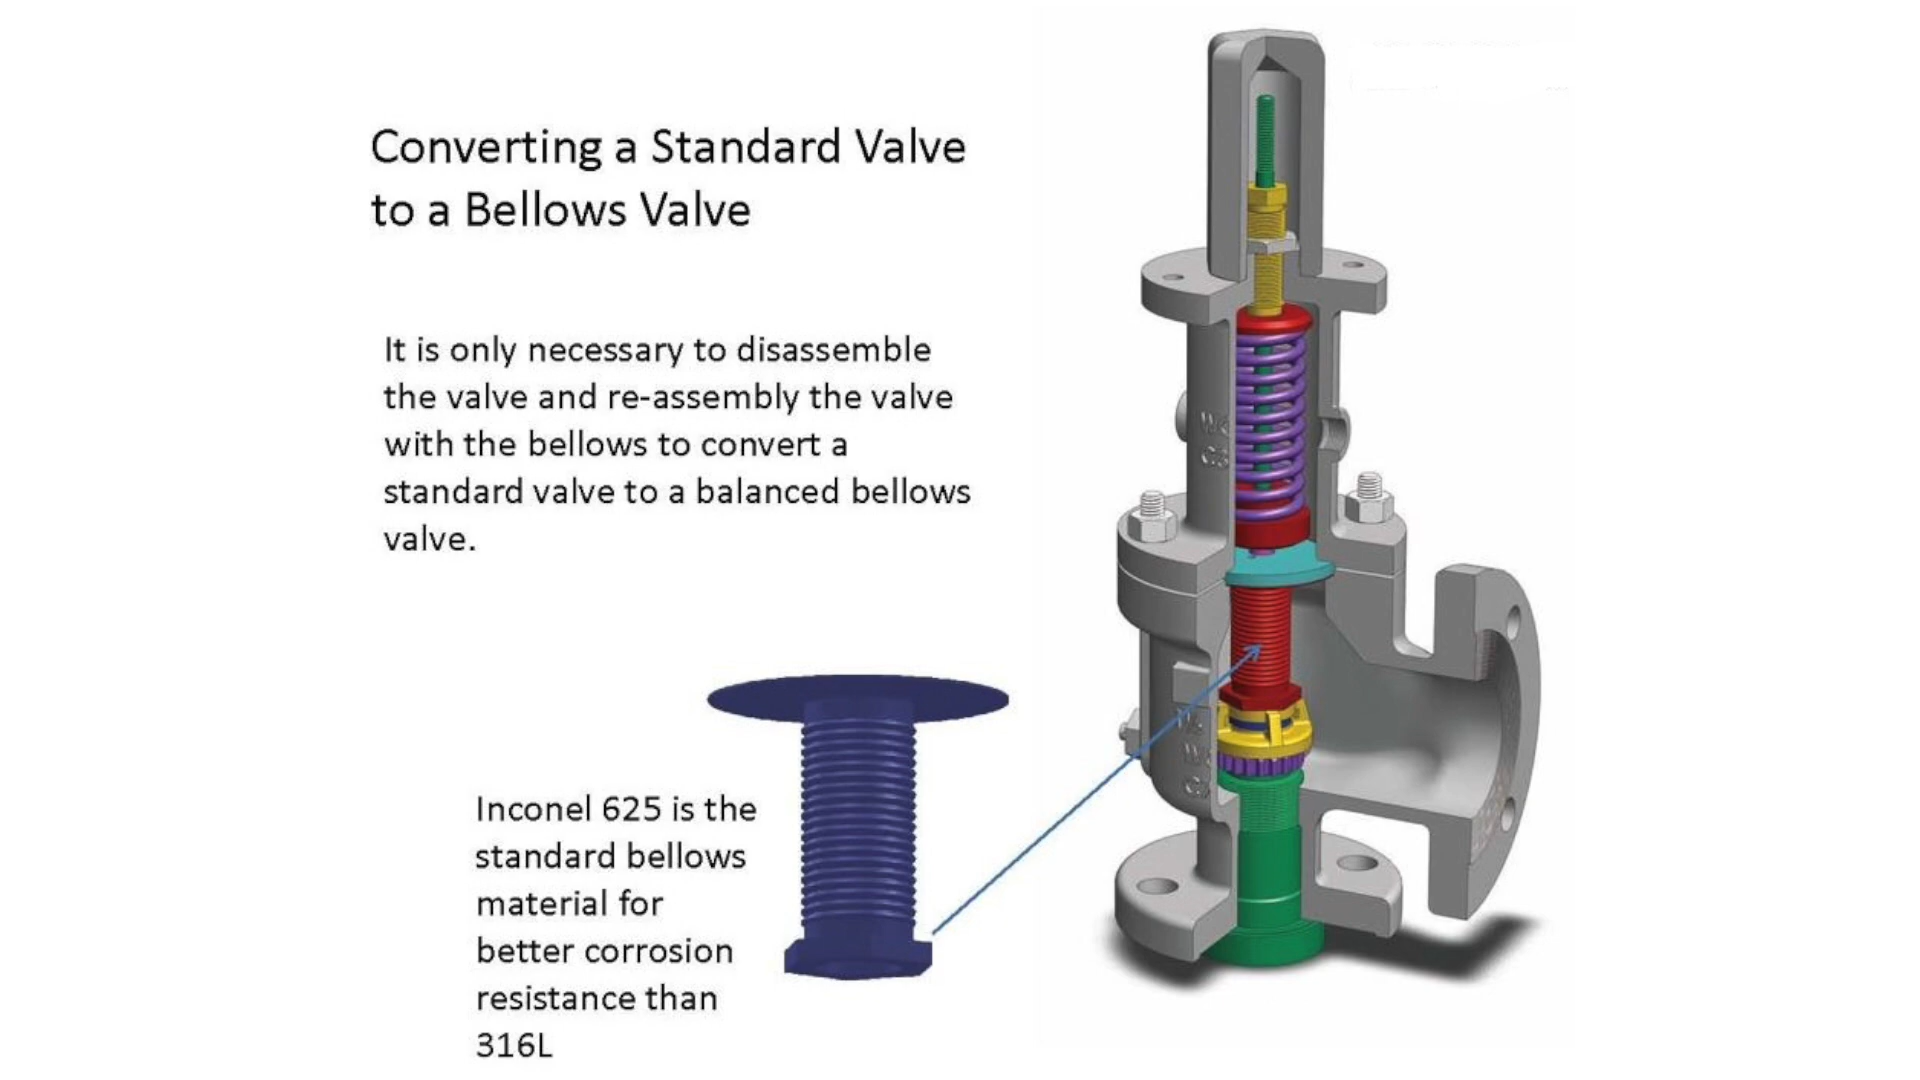 Converting a Standard Valve
to a Bellows Valve
It is only necessary to disassemble
the valve and re-assembly the valve
with the bellows to convert a
standard valve to a balanced bellows
valve.
Inconel 625 is the
standard bellows
material for
better corrosion
resistance than
316L